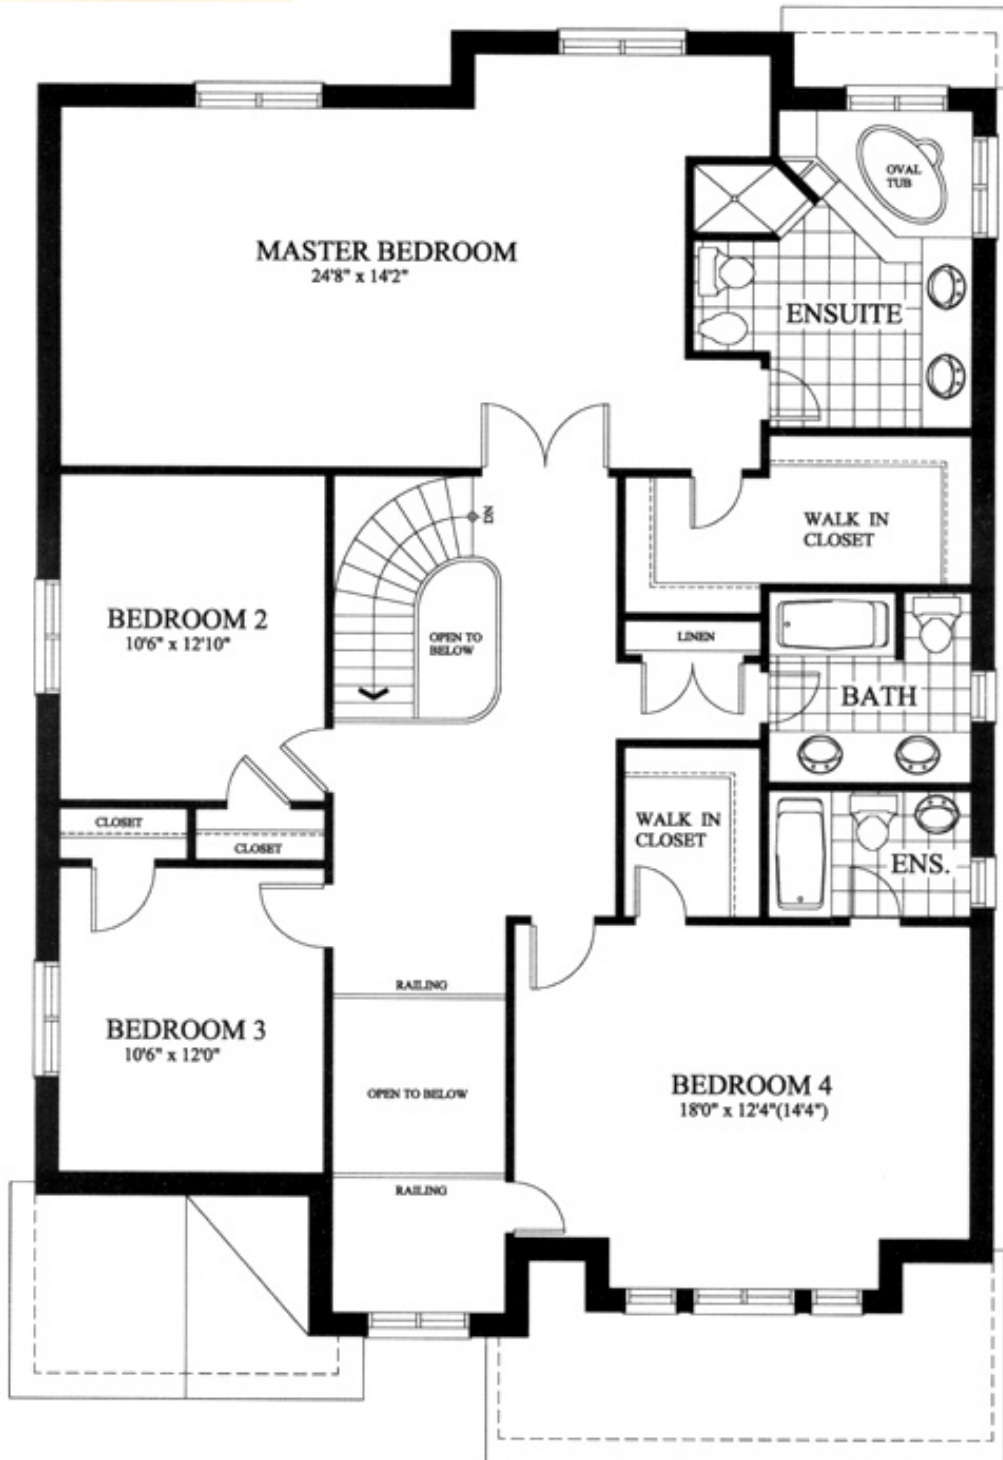 OVAL
TUB
MASTER BEDROOM
24'8" x 14'2"
ENSUITE
DN
WALK IN
CLOSET
BEDROOM 2
10'6" x 12'10"
OPEN TO
BELOW
LINEN
BATH
CLOSET
CLOSET
WALK IN
CLOSET
ENS.
RAILING
BEDROOM 3
10'6" x 12'0"
OPEN TO BELOW
BEDROOM 4
18'0" x 12'4"(14'4")
RAILING